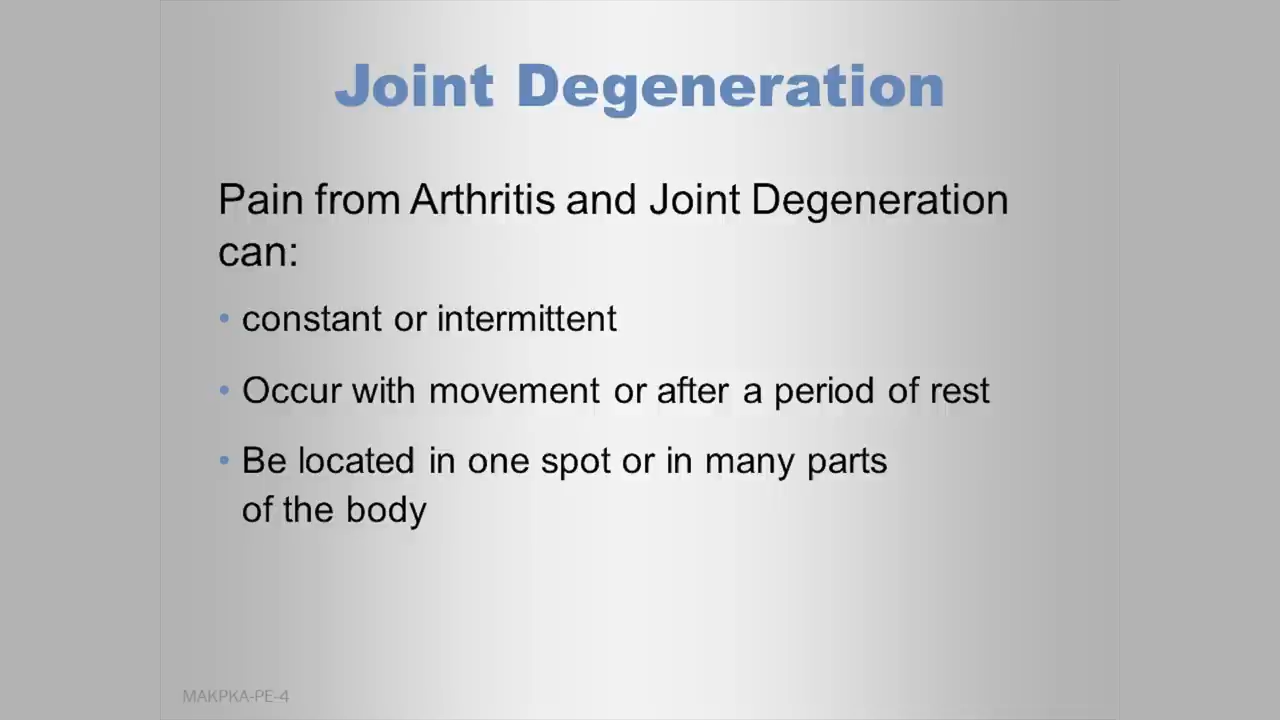 Joint Degeneration
Pain from Arthritis and Joint Degeneration
can:
• constant or intermittent
• Occur with movement or after a period of rest
• Be located in one spot or in many parts
of the body
MAKPKA-PE-4